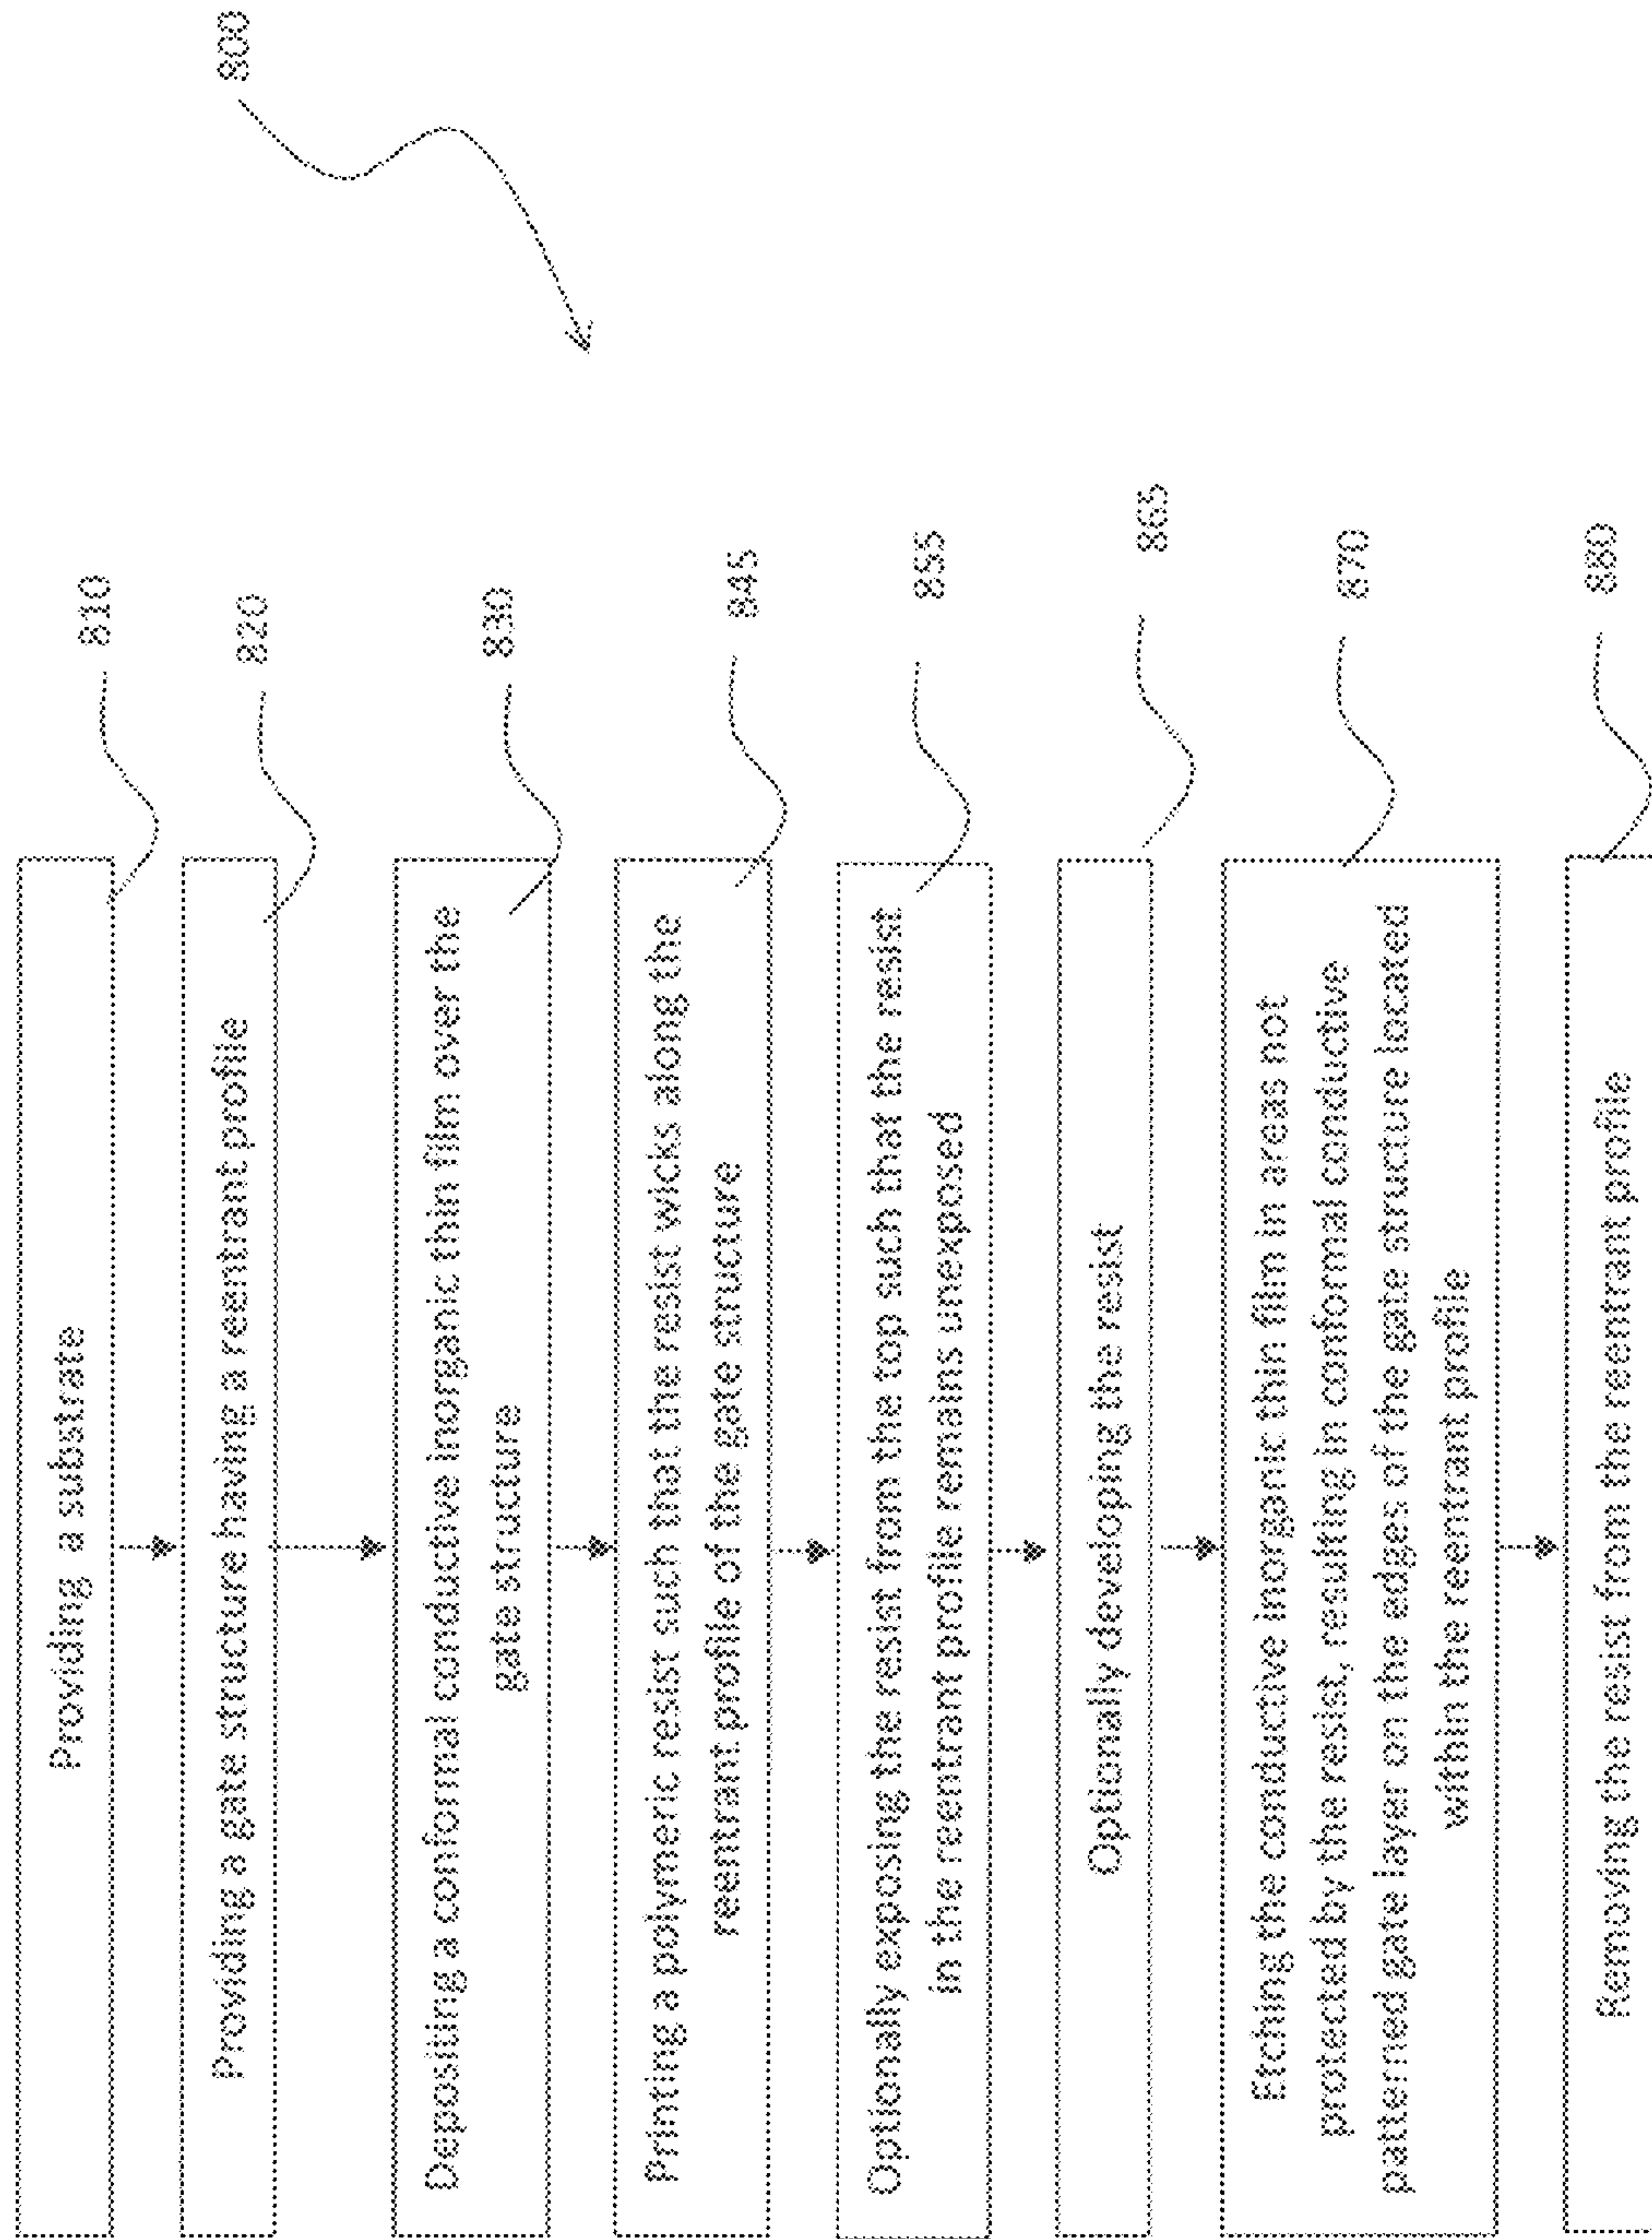 800
Providing a substrate
810
Providing a gate structure having a reentrant profile
820
Depositing a conformal conductive inorganic thin film over the
gate structure
830
Printing a polymeric resist such that the resist wicks along the
reentrant profile of the gate structure
845
Optionally exposing the resist from the top such that the resist
in the reentrant profile remains unexposed
855
Optionally developing the resist
865
Etching the conductive inorganic thin film in areas not
protected by the resist, resulting in conformal conductive
patterned gate layer on the edges of the gate structure located
within the reentrant profile
870
Removing the resist from the reentrant profile
880